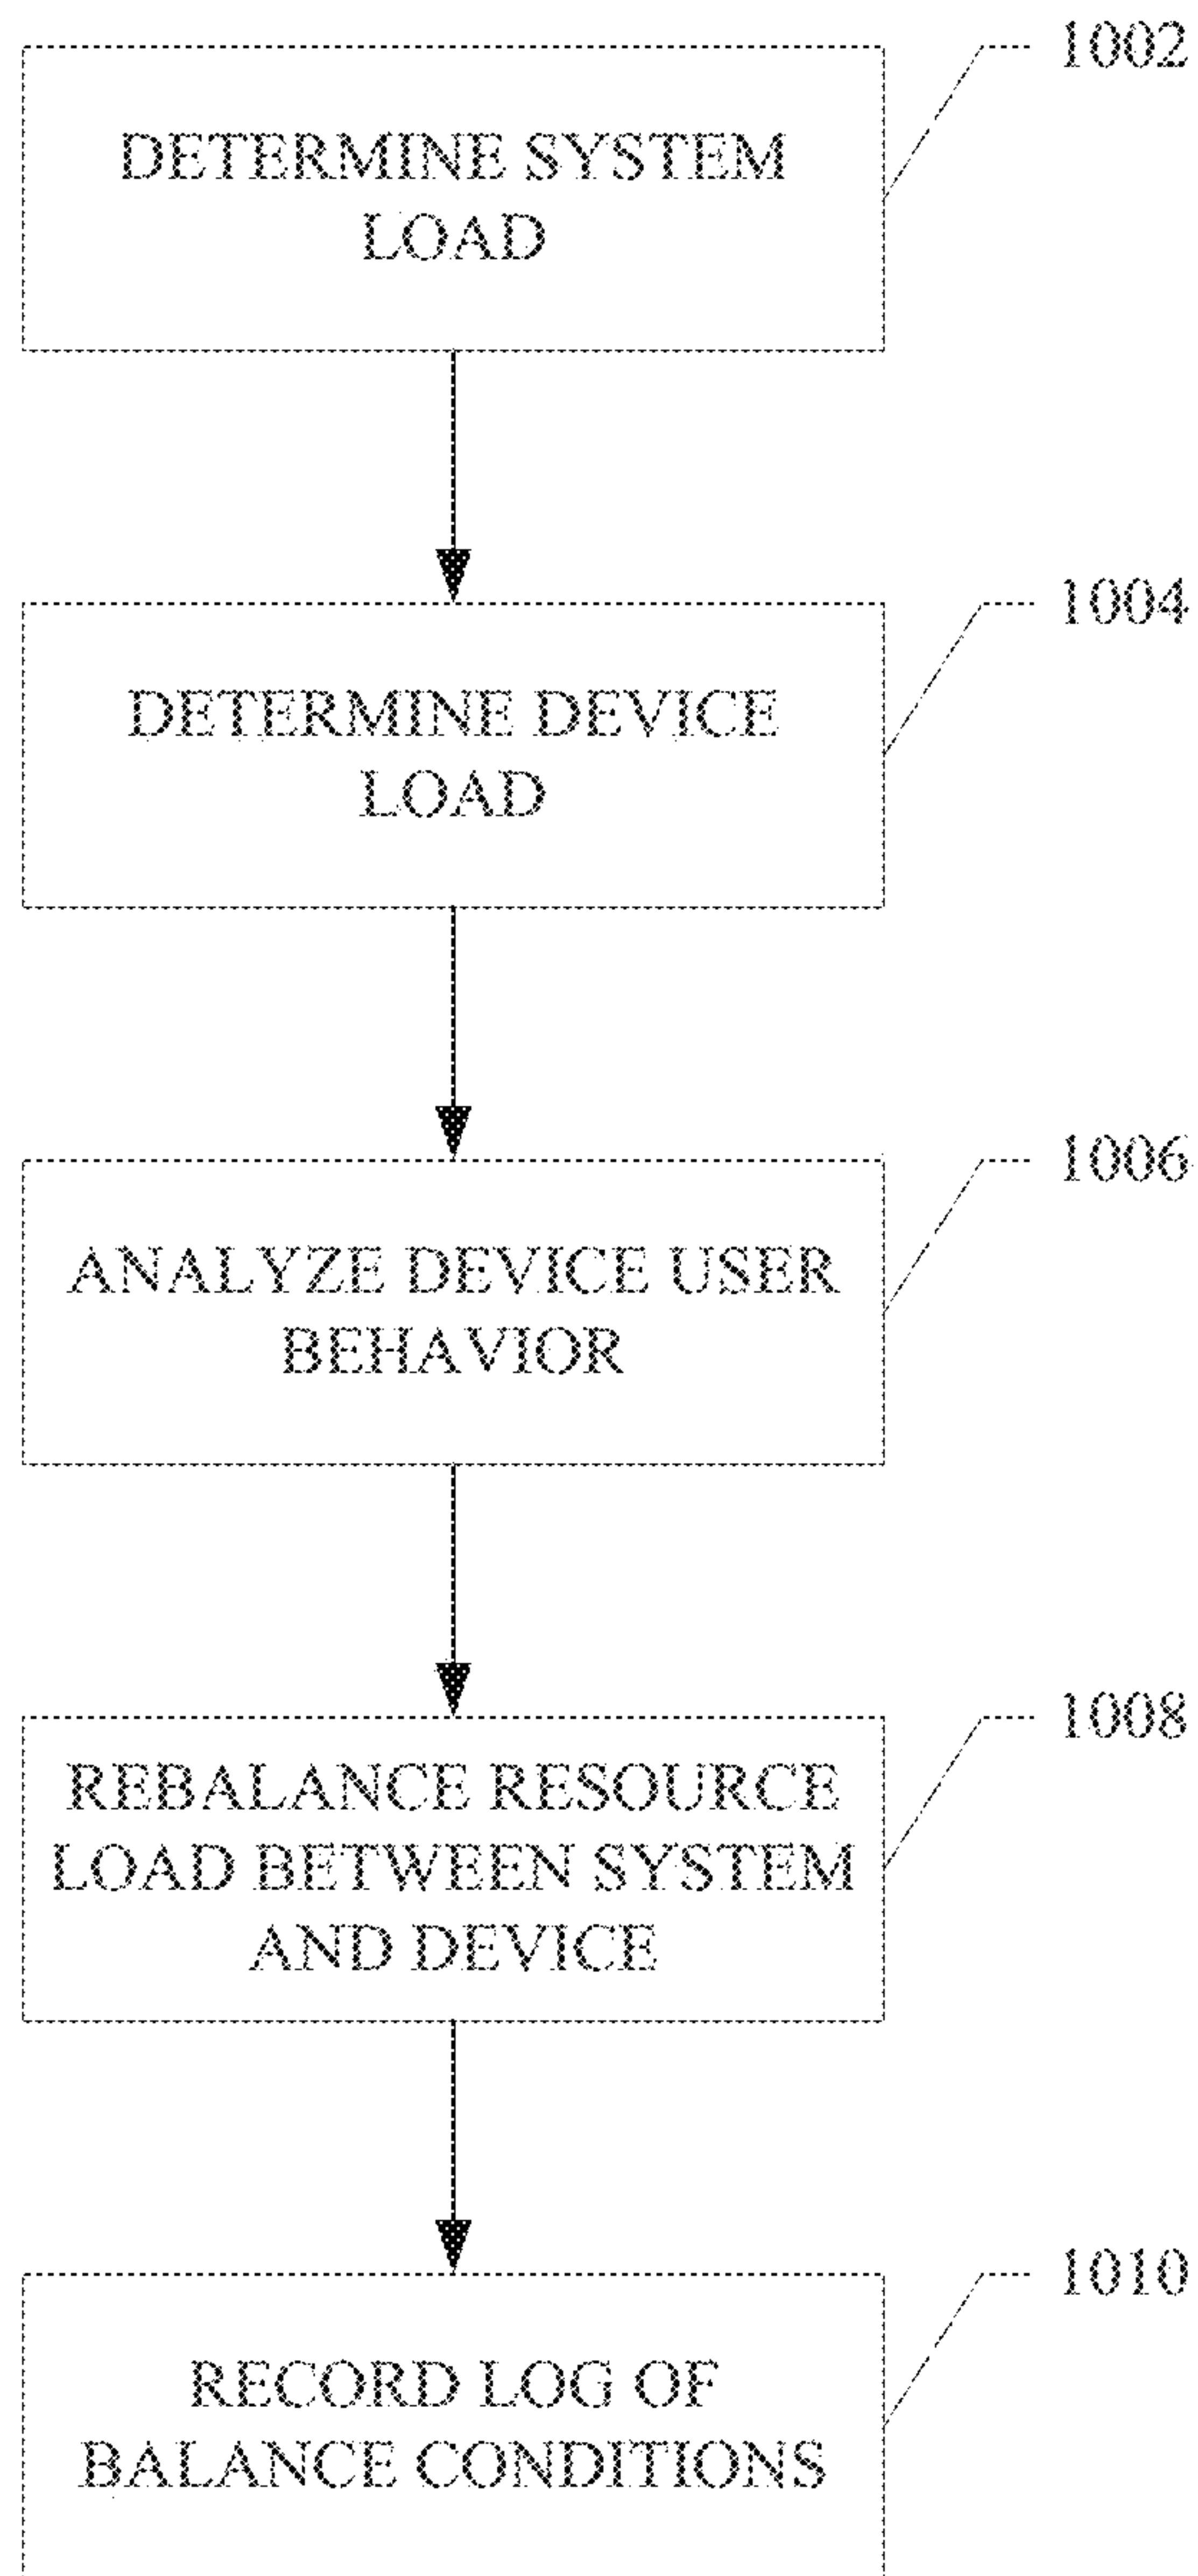 1002
DETERMINE SYSTEM
LOAD
1004
DETERMINE DEVICE
LOAD
1006
ANALYZE DEVICE USER
BEHAVIOR
1008
REBALANCE RESOURCE
LOAD BETWEEN SYSTEM
AND DEVICE
1010
RECORD LOG OF
BALANCE CONDITIONS